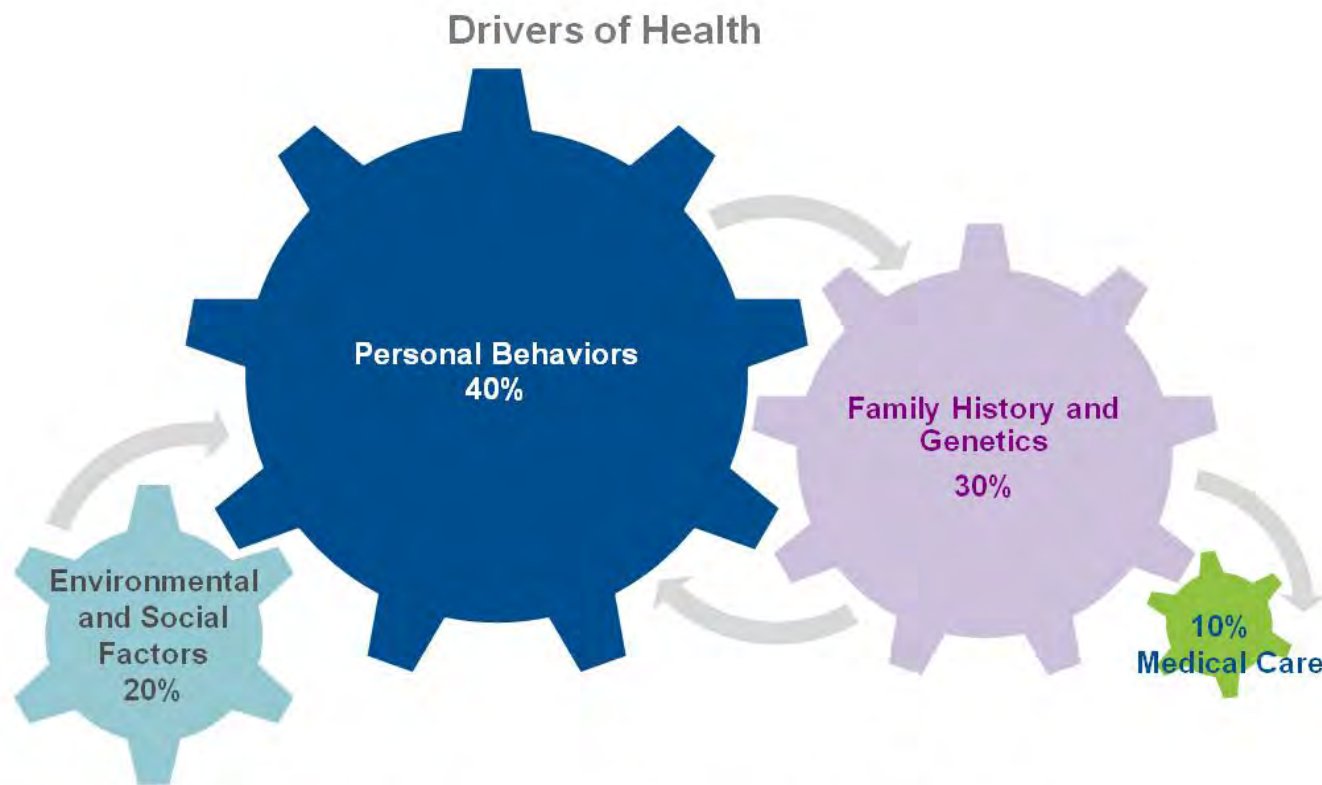 Drivers of Health
Personal Behaviors
40%
Family History and
Genetics
30%
Environmental
and Social
Factors
20%
10%
Medical Care